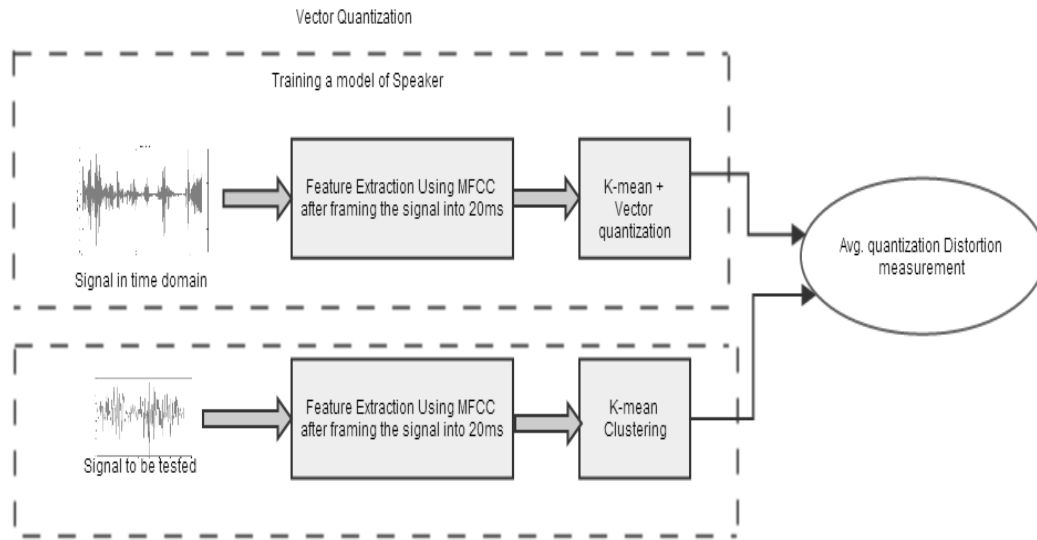 Vector Quantization
Training a model of Speaker
Signal in time domain
Feature Extraction Using MFCC
after framing the signal into 20ms
K-mean +
Vector
quantization
Avg. quantization Distortion
measurement
Signal to be tested
Feature Extraction Using MFCC
after framing the signal into 20ms
K-mean
Clustering